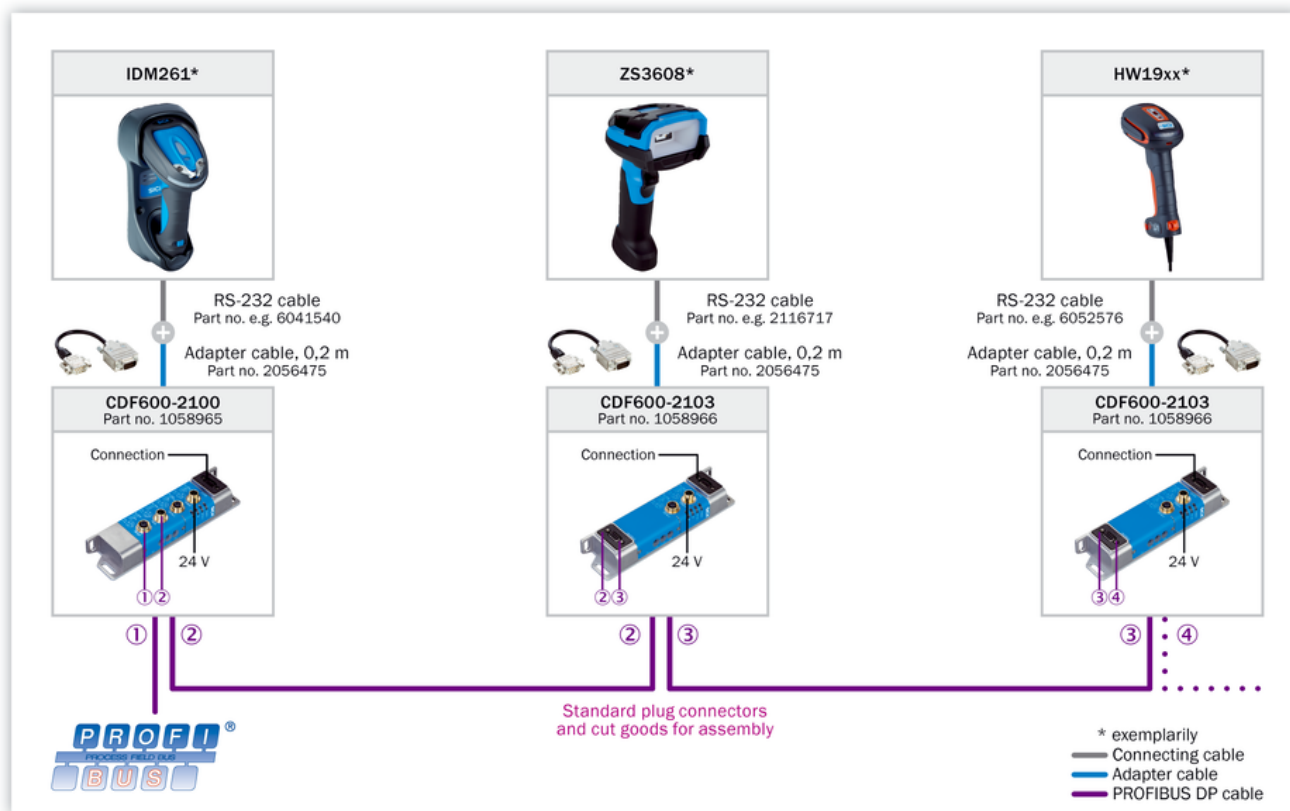 IDM261*
ZS3608*
HW19xx*
RS-232 cable
Part no. e.g. 6041540
Adapter cable, 0,2 m
Part no. 2056475
RS-232 cable
Part no. e.g. 2116717
Adapter cable, 0,2 m
Part no. 2056475
RS-232 cable
Part no. e.g. 6052576
Adapter cable, 0,2 m
Part no. 2056475
CDF600-2100
Part no. 1058965
Connection
24 V
①②
CDF600-2103
Part no. 1058966
Connection
24 V
②③
CDF600-2103
Part no. 1058966
Connection
24 V
③④
① ②
② ③
③ ④
PROFI®
PROCESS FIELD BUS
BUS
Standard plug connectors
and cut goods for assembly
* exemplarily
Connecting cable
Adapter cable
PROFIBUS DP cable